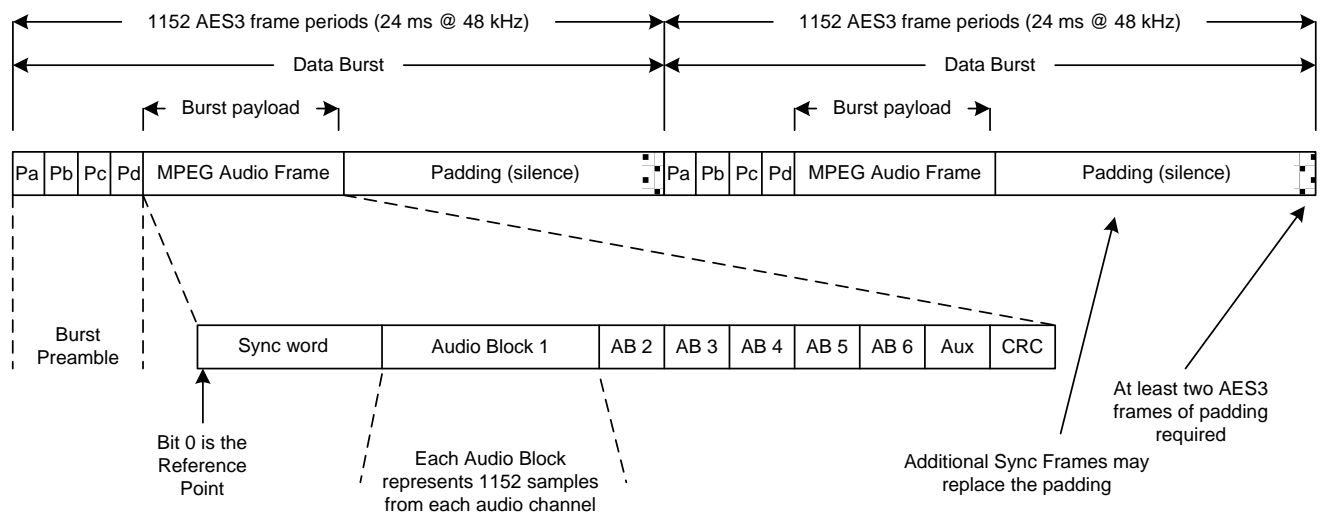 1152 AES3 frame periods (24 ms @ 48 kHz)
1152 AES3 frame periods (24 ms @ 48 kHz)
Data Burst
Data Burst
Burst payload
Burst payload
Pa Pb Pc Pd MPEG Audio Frame Padding (silence) Pa Pb Pc Pd MPEG Audio Frame Padding (silence)
Burst
Preamble
Sync word Audio Block 1 AB 2 AB 3 AB 4 AB 5 AB 6 Aux CRC
Bit 0 is the
Reference
Point
Each Audio Block
represents 1152 samples
from each audio channel
Additional Sync Frames may
replace the padding
At least two AES3
frames of padding
required